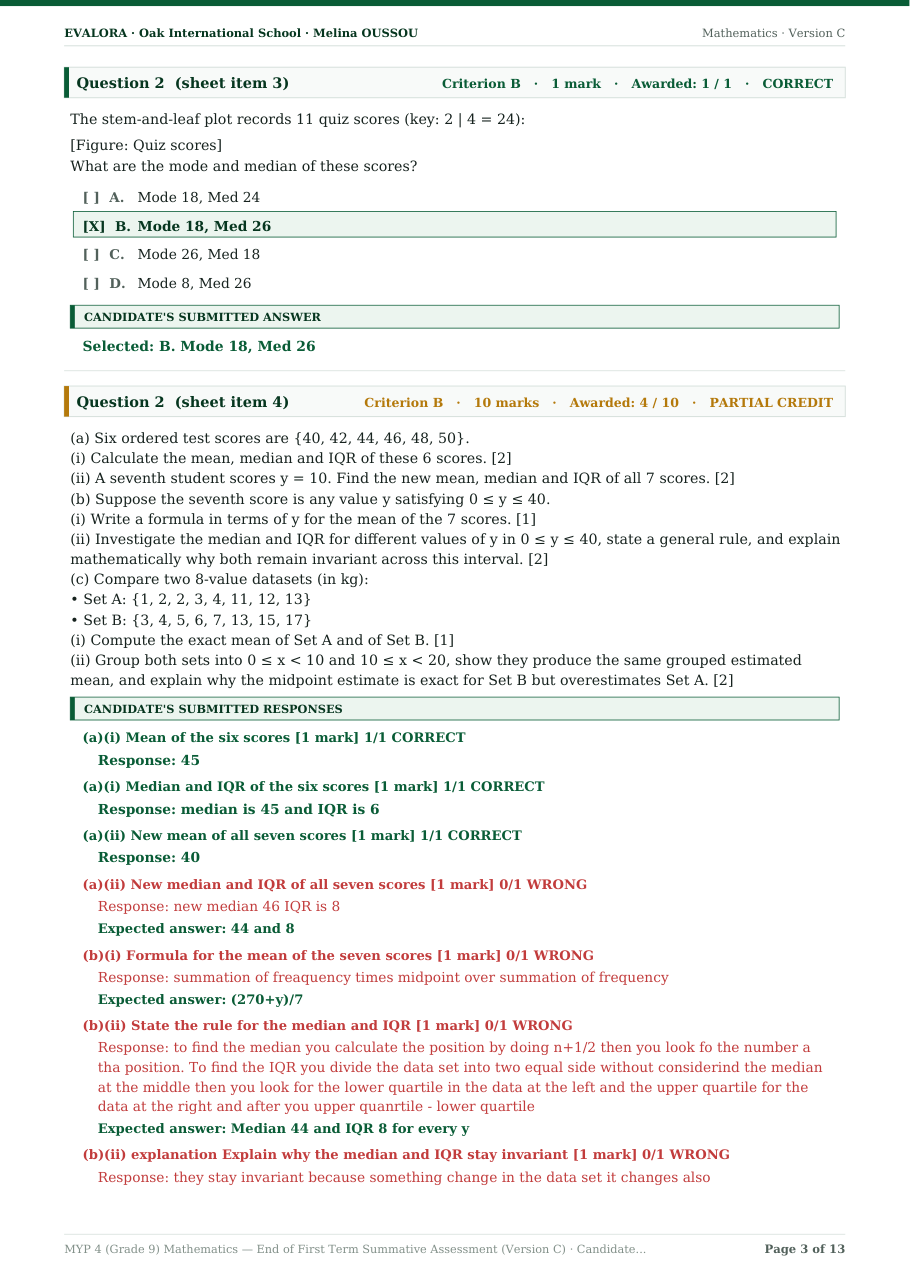 EVALORA · Oak International School · Melina OUSSOU
Mathematics · Version C
Question 2 (sheet item 3)
Criterion B · 1 mark · Awarded: 1 / 1 · CORRECT
The stem-and-leaf plot records 11 quiz scores (key: 2 | 4 = 24):
[Figure: Quiz scores]
What are the mode and median of these scores?
[ ] A. Mode 18, Med 24
[X] B. Mode 18, Med 26
[ ] C. Mode 26, Med 18
[ ] D. Mode 8, Med 26
CANDIDATE'S SUBMITTED ANSWER
Selected: B. Mode 18, Med 26
Question 2 (sheet item 4)
Criterion B · 10 marks · Awarded: 4 / 10 · PARTIAL CREDIT
(a) Six ordered test scores are {40, 42, 44, 46, 48, 50}.
(i) Calculate the mean, median and IQR of these 6 scores. [2]
(ii) A seventh student scores y = 10. Find the new mean, median and IQR of all 7 scores. [2]
(b) Suppose the seventh score is any value y satisfying 0 ≤ y ≤ 40.
(i) Write a formula in terms of y for the mean of the 7 scores. [1]
(ii) Investigate the median and IQR for different values of y in 0 ≤ y ≤ 40, state a general rule, and explain
mathematically why both remain invariant across this interval. [2]
(c) Compare two 8-value datasets (in kg):
• Set A: {1, 2, 2, 3, 4, 11, 12, 13}
• Set B: {3, 4, 5, 6, 7, 13, 15, 17}
(i) Compute the exact mean of Set A and of Set B. [1]
(ii) Group both sets into 0 ≤ x < 10 and 10 ≤ x < 20, show they produce the same grouped estimated
mean, and explain why the midpoint estimate is exact for Set B but overestimates Set A. [2]
CANDIDATE'S SUBMITTED RESPONSES
(a)(i) Mean of the six scores [1 mark] 1/1 CORRECT
Response: 45
(a)(i) Median and IQR of the six scores [1 mark] 1/1 CORRECT
Response: median is 45 and IQR is 6
(a)(ii) New mean of all seven scores [1 mark] 1/1 CORRECT
Response: 40
(a)(ii) New median and IQR of all seven scores [1 mark] 0/1 WRONG
Response: new median 46 IQR is 8
Expected answer: 44 and 8
(b)(i) Formula for the mean of the seven scores [1 mark] 0/1 WRONG
Response: summation of freaquency times midpoint over summation of frequency
Expected answer: (270+y)/7
(b)(ii) State the rule for the median and IQR [1 mark] 0/1 WRONG
Response: to find the median you calculate the position by doing n+1/2 then you look fo the number a
tha position. To find the IQR you divide the data set into two equal side without considerind the median
at the middle then you look for the lower quartile in the data at the left and the upper quartile for the
data at the right and after you upper quanrtile - lower quartile
Expected answer: Median 44 and IQR 8 for every y
(b)(ii) explanation Explain why the median and IQR stay invariant [1 mark] 0/1 WRONG
Response: they stay invariant because something change in the data set it changes also
MYP 4 (Grade 9) Mathematics — End of First Term Summative Assessment (Version C) · Candidate...
Page 3 of 13